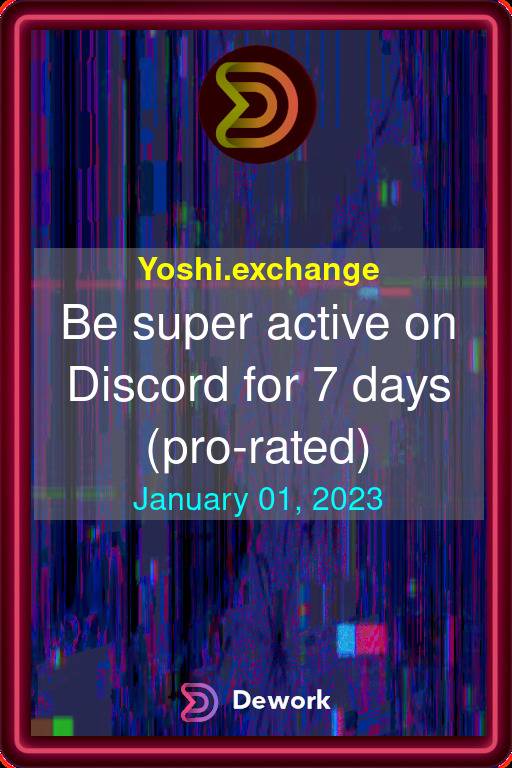 Yoshi.exchange
Be super active on
Discord for 7 days
(pro-rated)
January 01, 2023
Dework